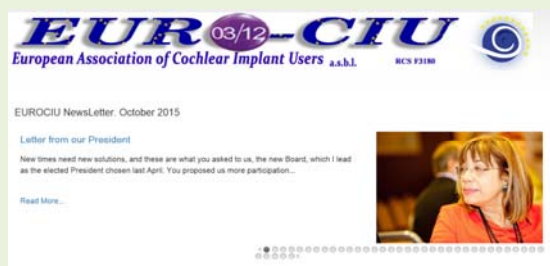 EURO-CIU
03/12
European Association of Cochlear Implant Users a.s.b.l.
RCS F3180
EUROCIU NewsLetter. October 2015
Letter from our President
New times need new solutions, and these are what you asked to us, the new Board, which I lead
as the elected President chosen last April. You proposed us more participation...
Read More...